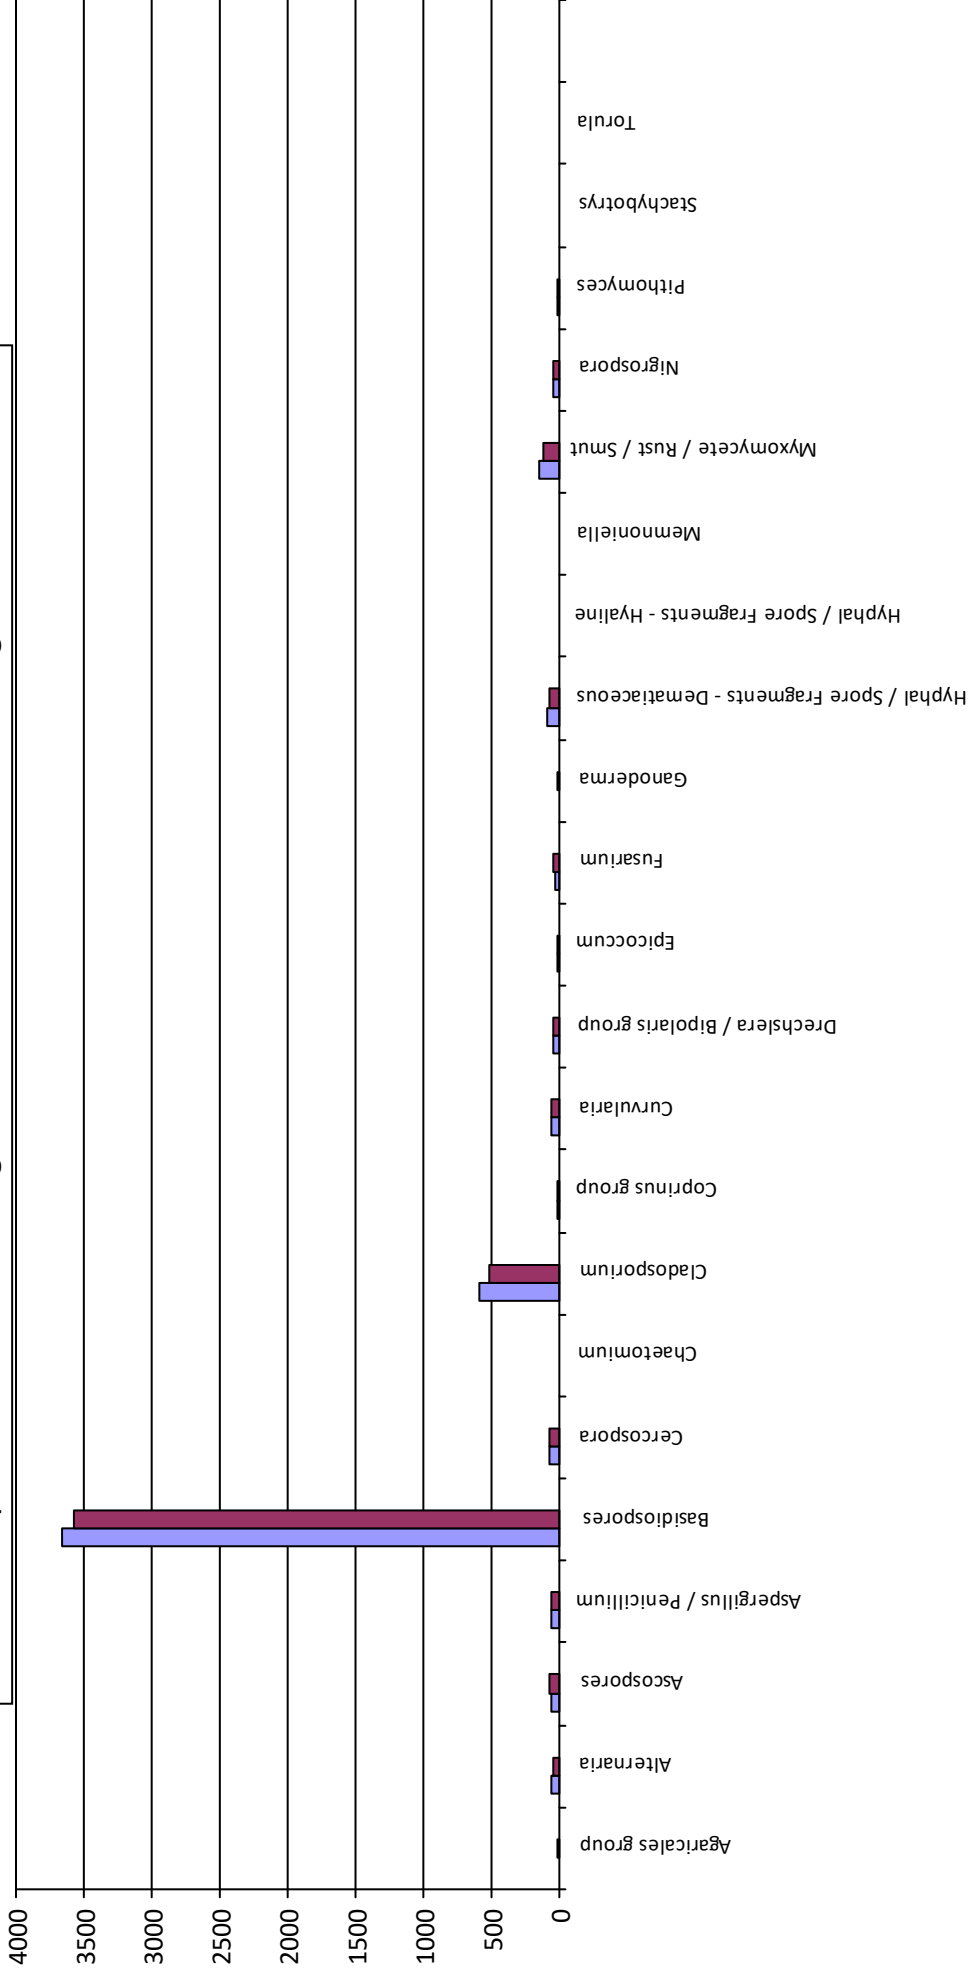 4000
3500
3000
2500
2000
1500
1000
500
0
Agaricales group
Alternaria
Ascospores
Aspergillus / Penicillium
Basidiospores
Cercospora
Chaetomium
Cladosporium
Coprinus group
Curvularia
Drechslera / Bipolaris group
Epicoccum
Fusarium
Ganoderma
Hyphal / Spore Fragments - Dematiaceous
Hyphal / Spore Fragments - Hyaline
Memnoniella
Myxomycete / Rust / Smut
Nigrospora
Pithomyces
Stachybotrys
Torula